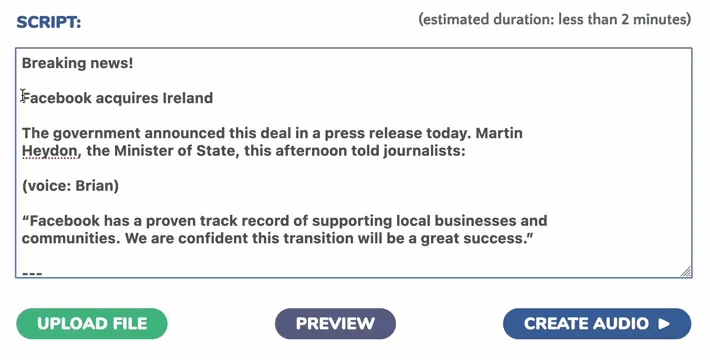 SCRIPT:
(estimated duration: less than 2 minutes)
Breaking news!
Facebook acquires Ireland
The government announced this deal in a press release today. Martin
Heydon, the Minister of State, this afternoon told journalists:
(voice: Brian)
“Facebook has a proven track record of supporting local businesses and
communities. We are confident this transition will be a great success.”
---
UPLOAD FILE
PREVIEW
CREATE AUDIO